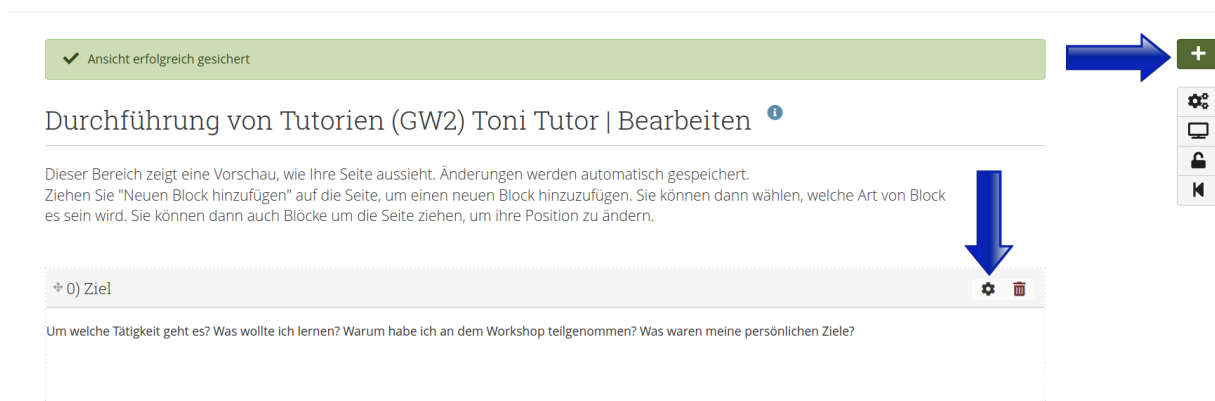 Ansicht erfolgreich gesichert
Durchführung von Tutorien (GW2) Toni Tutor | Bearbeiten
Dieser Bereich zeigt eine Vorschau, wie Ihre Seite aussieht. Änderungen werden automatisch gespeichert.
Ziehen Sie "Neuen Block hinzufügen" auf die Seite, um einen neuen Block hinzuzufügen. Sie können dann wählen, welche Art von Block
es sein wird. Sie können dann auch Blöcke um die Seite ziehen, um ihre Position zu ändern.
0) Ziel
Um welche Tätigkeit geht es? Was wollte ich lernen? Warum habe ich an dem Workshop teilgenommen? Was waren meine persönlichen Ziele?